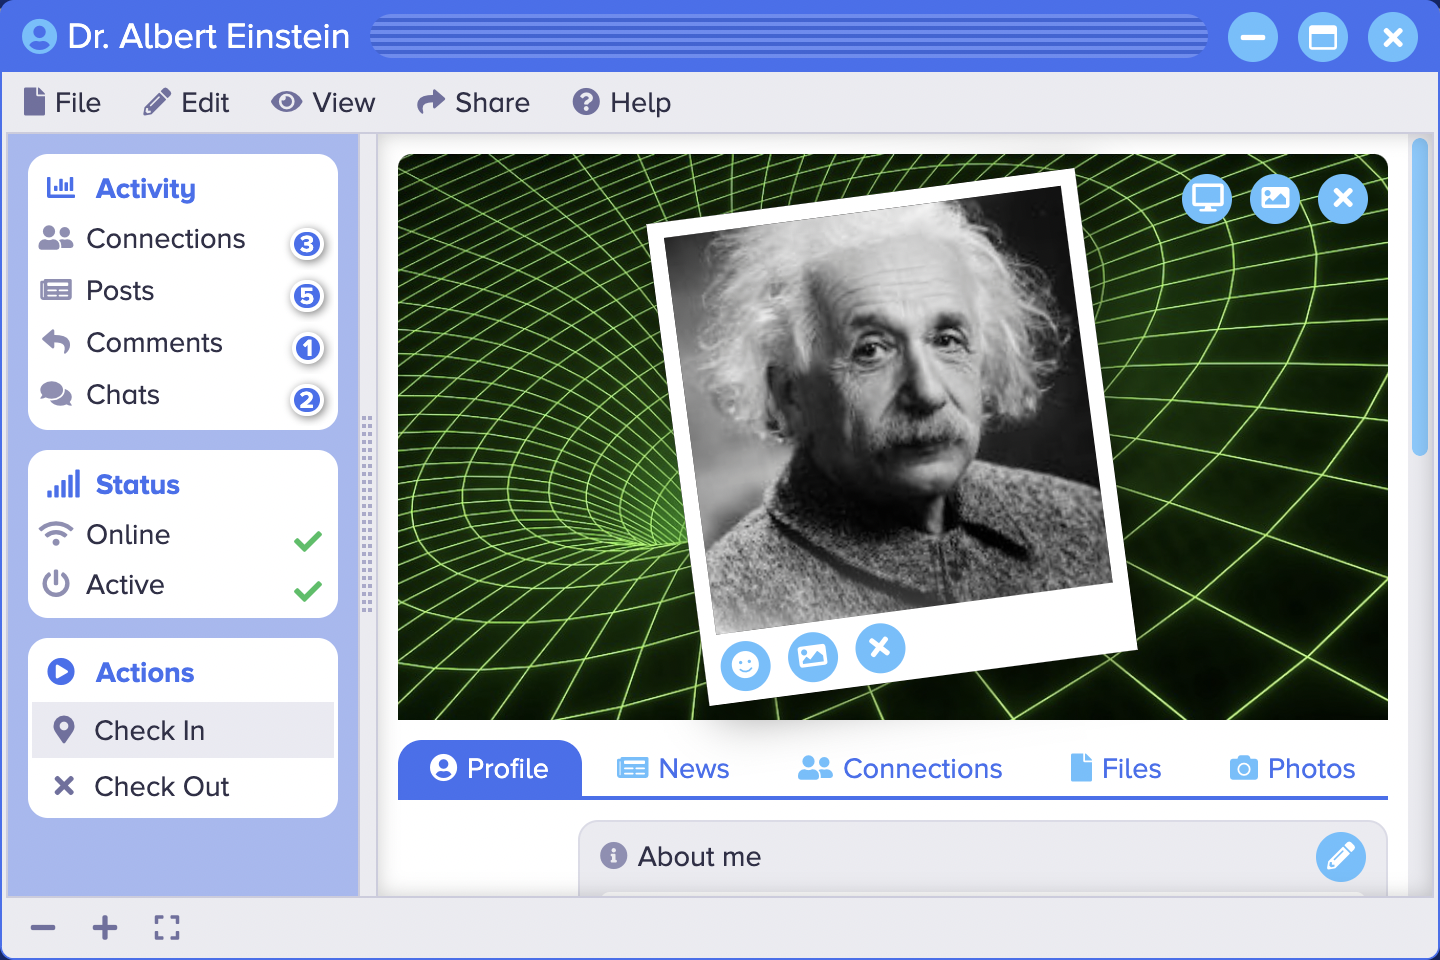 Dr. Albert Einstein
File Edit View Share Help
Activity
Connections 3
Posts 5
Comments 1
Chats 2
Status
Online
Active
Actions
Check In
Check Out
Profile News Connections Files Photos
About me